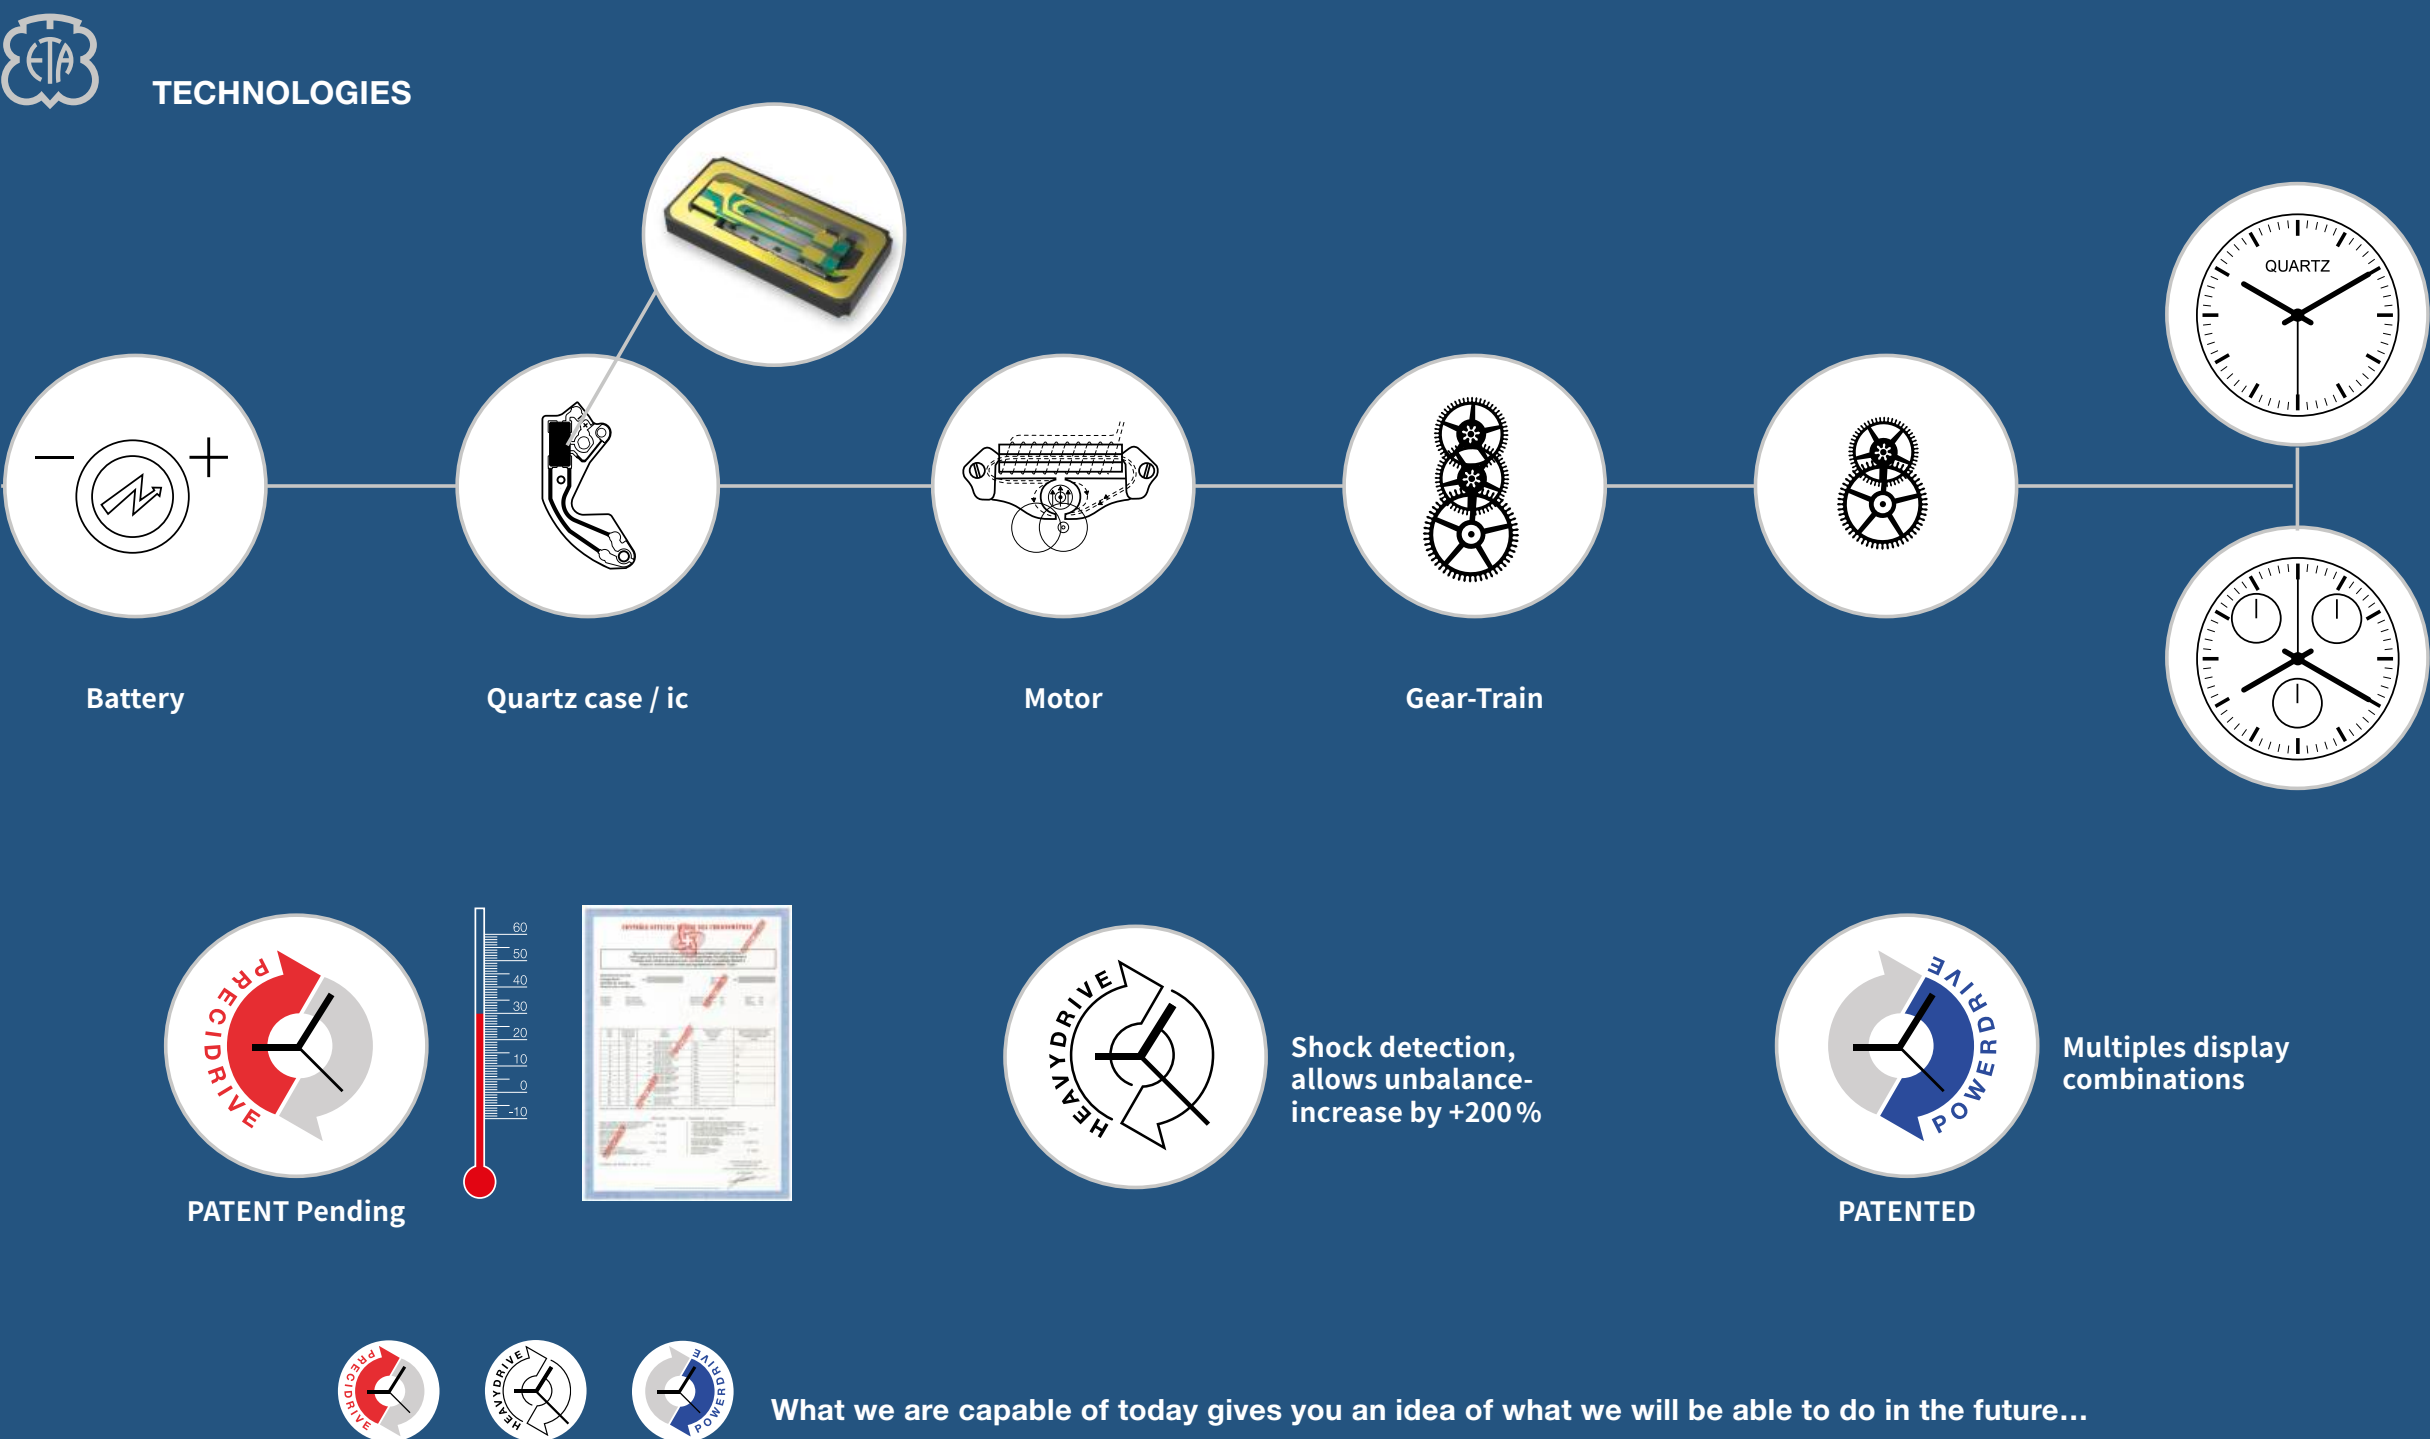 ETA
TECHNOLOGIES
QUARTZ
Battery
Quartz case / ic
Motor
Gear-Train
PRECIDRIVE
60
50
40
30
20
10
0
-10
HEAVYDRIVE
Shock detection,
allows unbalance-
increase by +200 %
POWERDRIVE
Multiples display
combinations
PATENT Pending
PATENTED
PRECIDRIVE
HEAVYDRIVE
POWERDRIVE
What we are capable of today gives you an idea of what we will be able to do in the future...